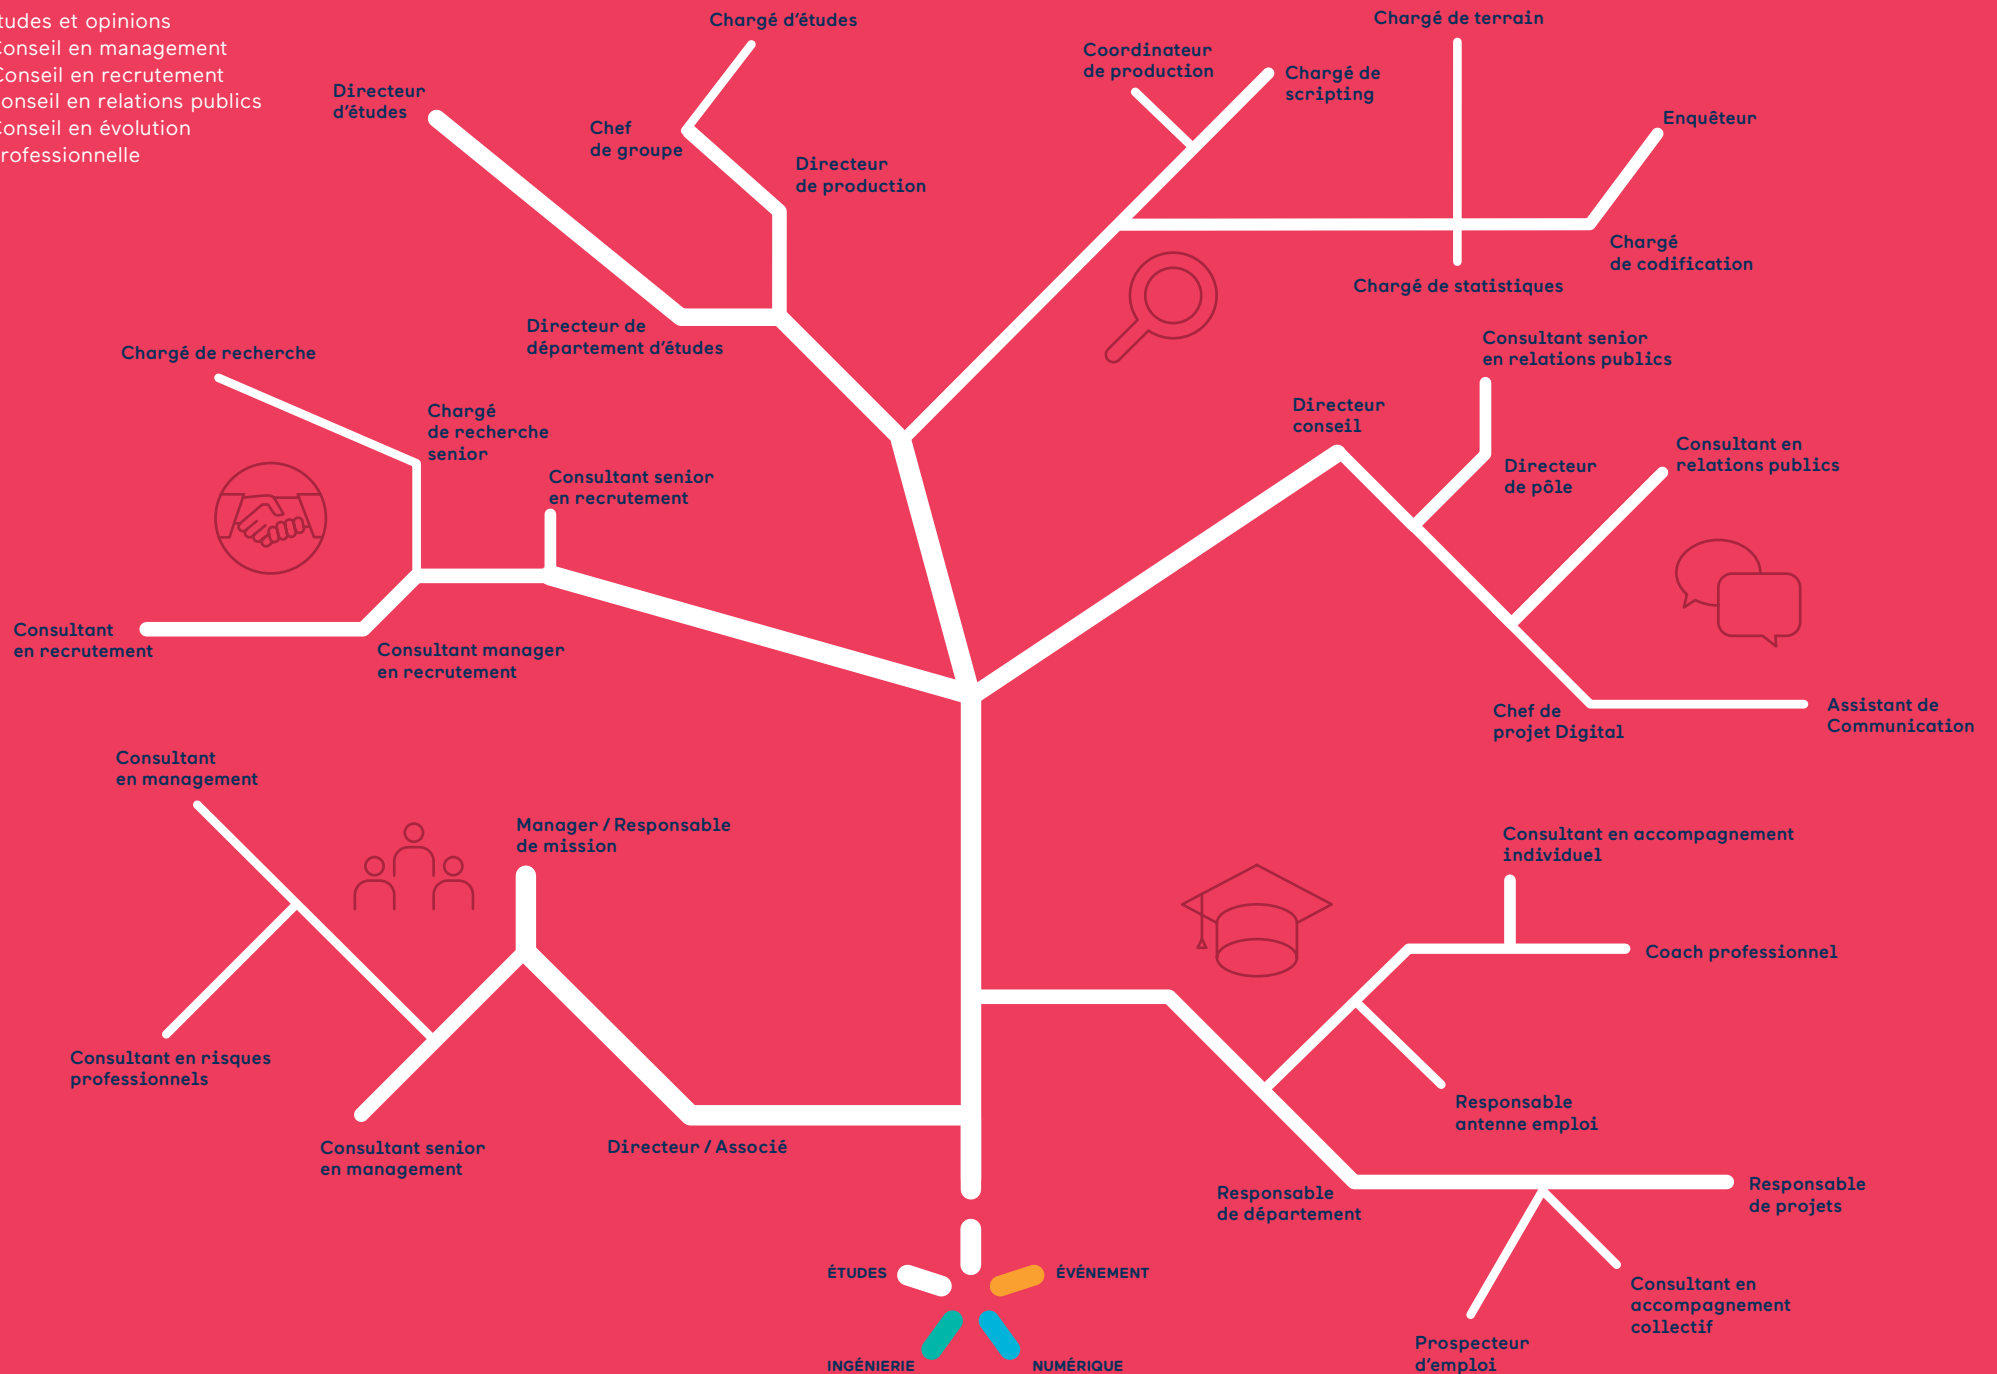 tudes et opinions
Conseil en management
Conseil en recrutement
Conseil en relations publics
Conseil en évolution
rofessionnelle
Chargé d'études
Directeur
d'études
Chef
de groupe
Directeur
de production
Directeur de
département d'études
Coordinateur
de production
Chargé de
scripting
Chargé de terrain
Enquêteur
Chargé
de codification
Chargé de statistiques
Chargé de recherche
Chargé
de recherche
senior
Consultant senior
en recrutement
Consultant
en recrutement
Consultant manager
en recrutement
Consultant senior
en relations publics
Directeur
conseil
Directeur
de pôle
Consultant en
relations publics
Chef de
projet Digital
Assistant de
Communication
Consultant
en management
Manager / Responsable
de mission
Consultant en risques
professionnels
Consultant senior
en management
Directeur / Associé
Consultant en accompagnement
individuel
Coach professionnel
Responsable
antenne emploi
Responsable
de département
Responsable
de projets
Consultant en
accompagnement
collectif
Prospecteur
d'emploi
ÉTUDES
ÉVÉNEMENT
INGÉNIERIE
NUMÉRIQUE